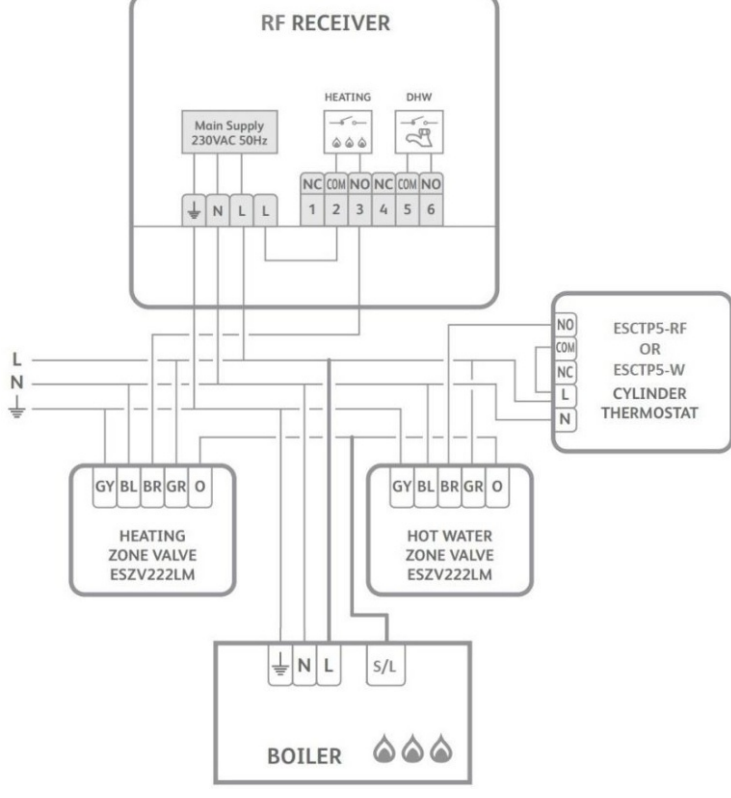 RF RECEIVER
HEATING
DHW
Main Supply
230VAC 50Hz
NC COM NO NC COM NO
N L L
1 2 3 4 5 6
NO
COM
NC
L
N
ESCTP5-RF
OR
ESCTP5-W
CYLINDER
THERMOSTAT
L
N
GY BL BR GR O
HEATING
ZONE VALVE
ESZV222LM
GY BL BR GR O
HOT WATER
ZONE VALVE
ESZV222LM
N L
S/L
BOILER